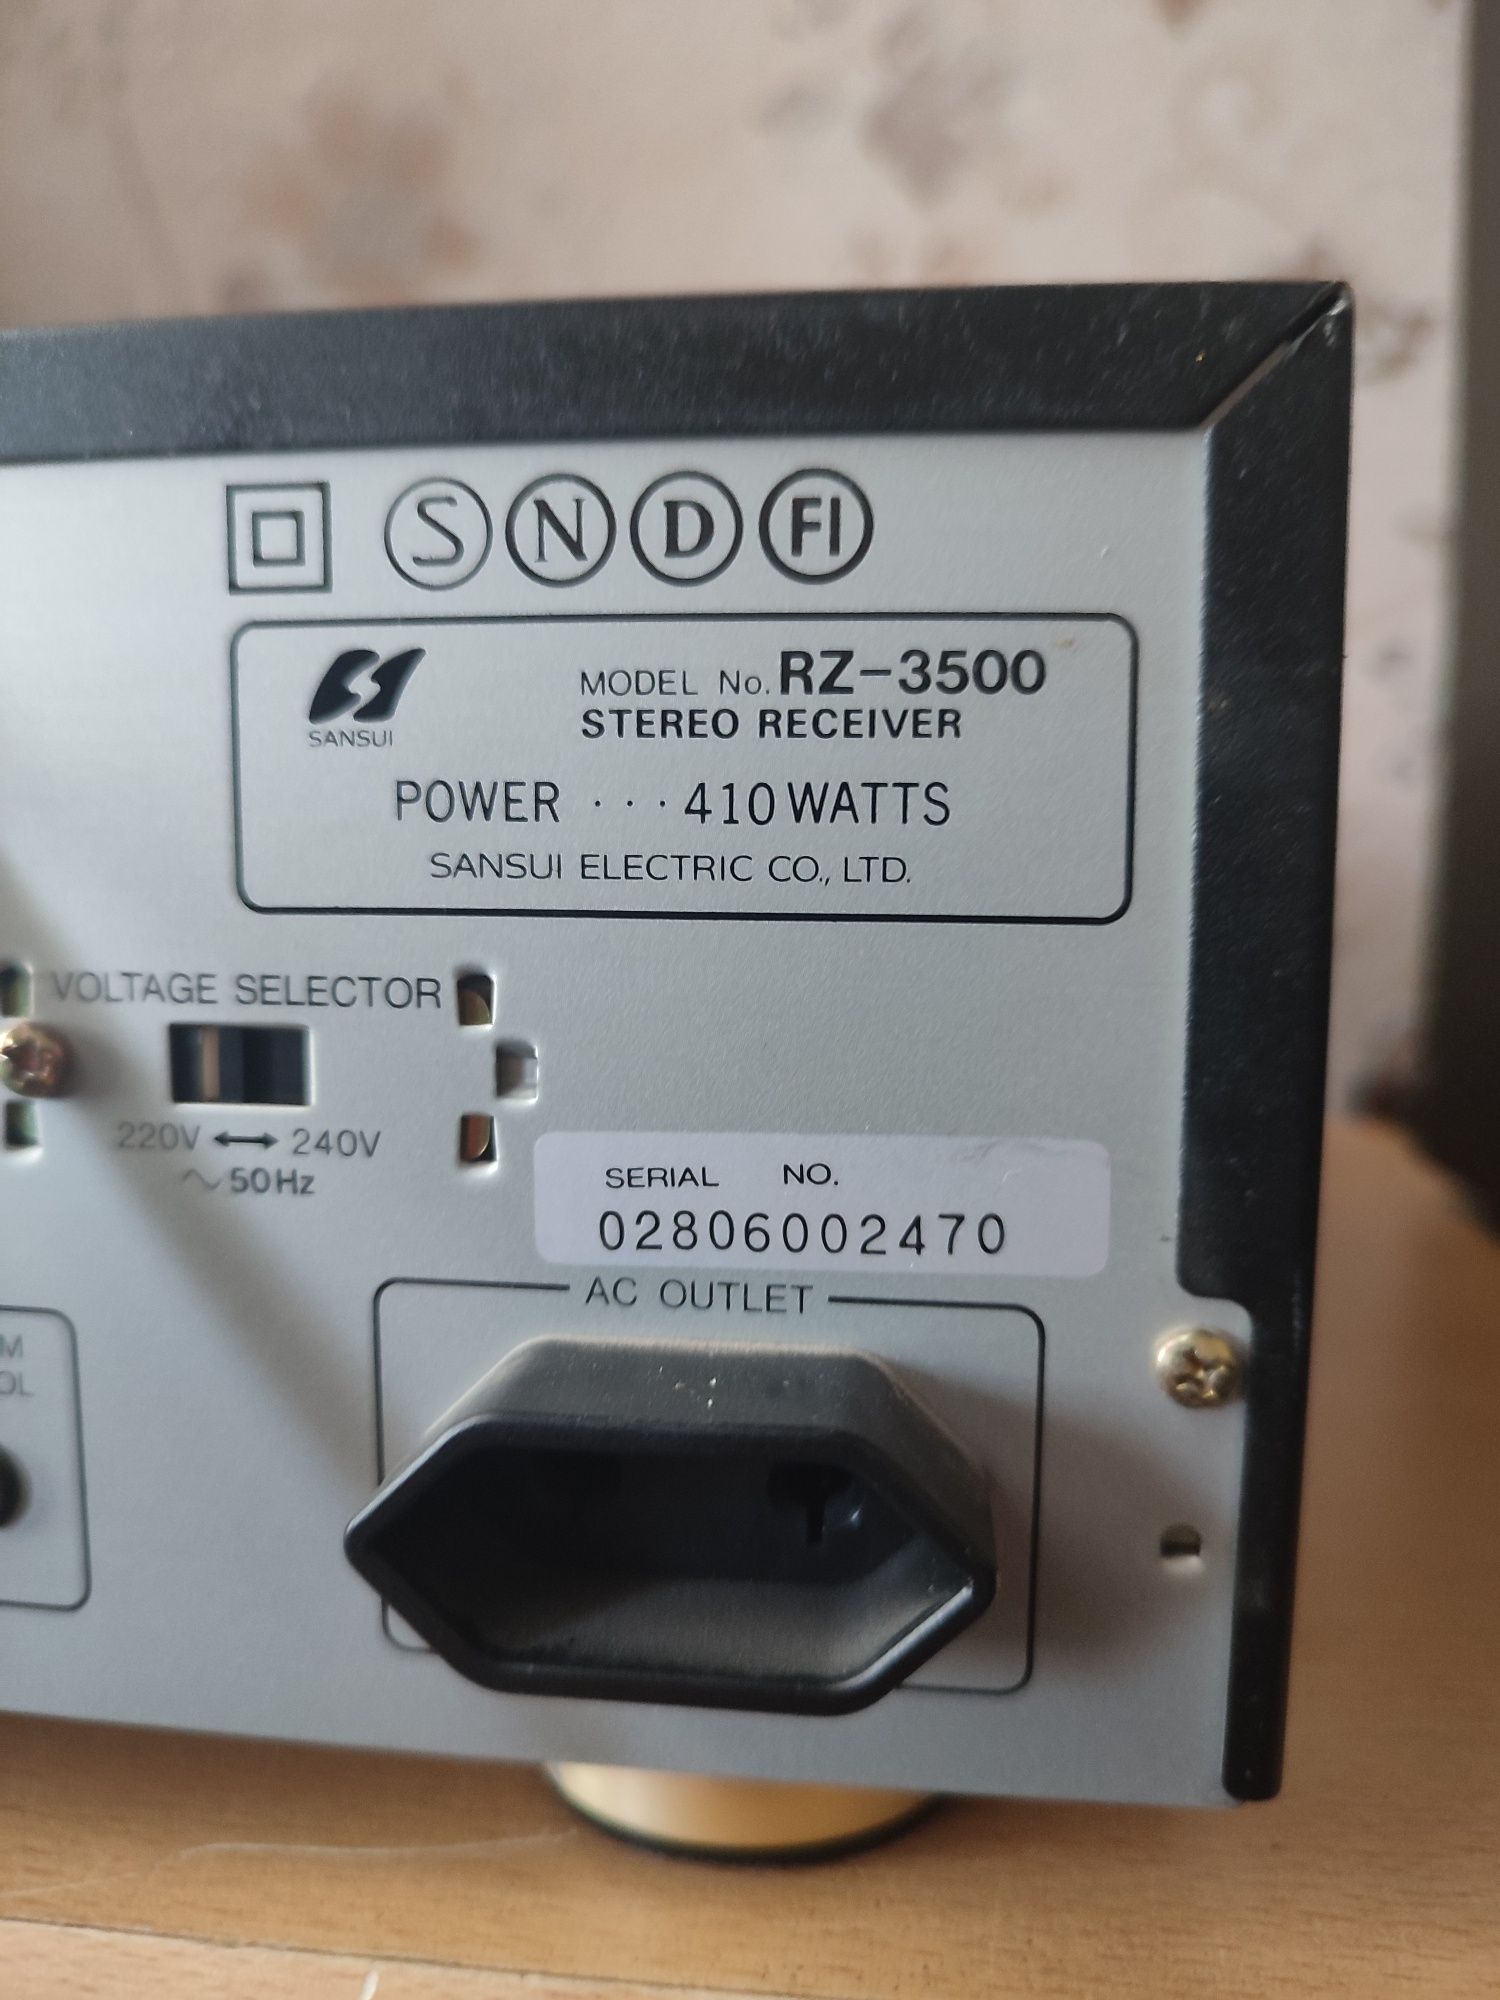 S N D FI
MODEL No. RZ-3500
SANSUI
STEREO RECEIVER
POWER ··· 410 WATTS
SANSUI ELECTRIC CO., LTD.
VOLTAGE SELECTOR
220V ↔ 240V
~ 50Hz
SERIAL NO.
02806002470
AC OUTLET
M
OL